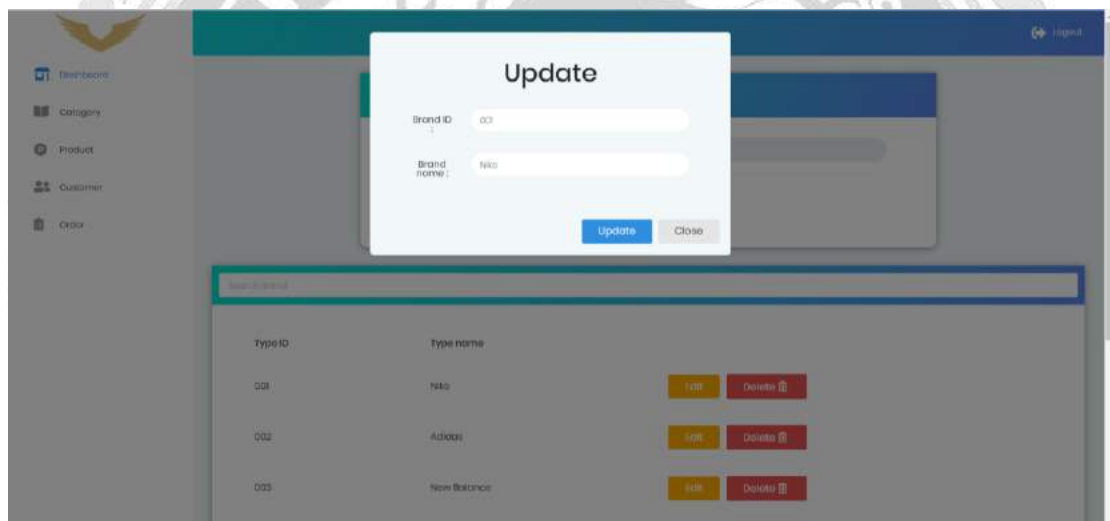 Logout
Update
Dashboard
Category
Product
Customer
Order
Brand ID
:
001
Brand
name :
Nike
Update Close
Type ID Type name
001 Nike Edit Delete
002 Adidas Edit Delete
003 New Balance Edit Delete